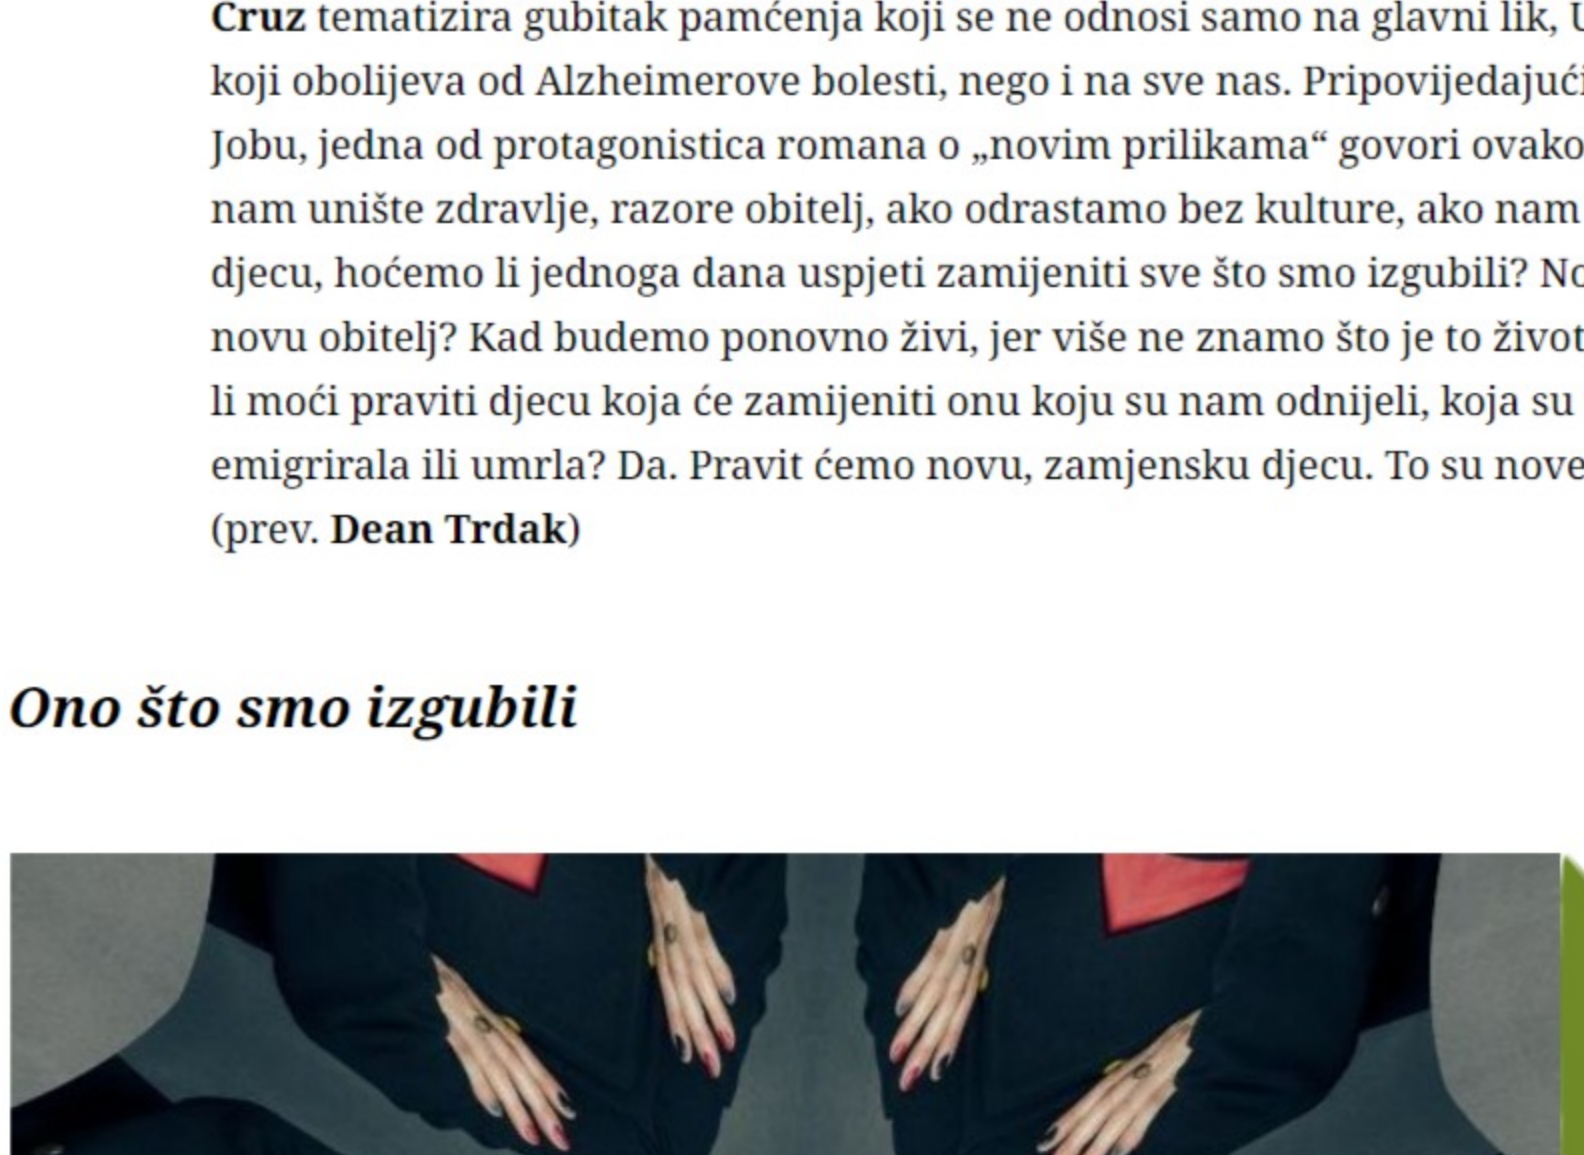 Cruz tematizira gubitak pamćenja koji se ne odnosi samo na glavni lik,
koji obolijeva od Alzheimerove bolesti, nego i na sve nas. Pripovijedajući
Jobu, jedna od protagonistica romana o „novim prilikama“ govori ovako
nam unište zdravlje, razore obitelj, ako odrastamo bez kulture, ako nam
djecu, hoćemo li jednoga dana uspjeti zamijeniti sve što smo izgubili?
novu obitelj? Kad budemo ponovno živi, jer više ne znamo što je to život
li moći praviti djecu koja će zamijeniti onu koju su nam odnijeli, koja su
emigrirala ili umrla? Da. Pravit ćemo novu, zamjensku djecu. To su nove
(prev. Dean Trdak)
Ono što smo izgubili